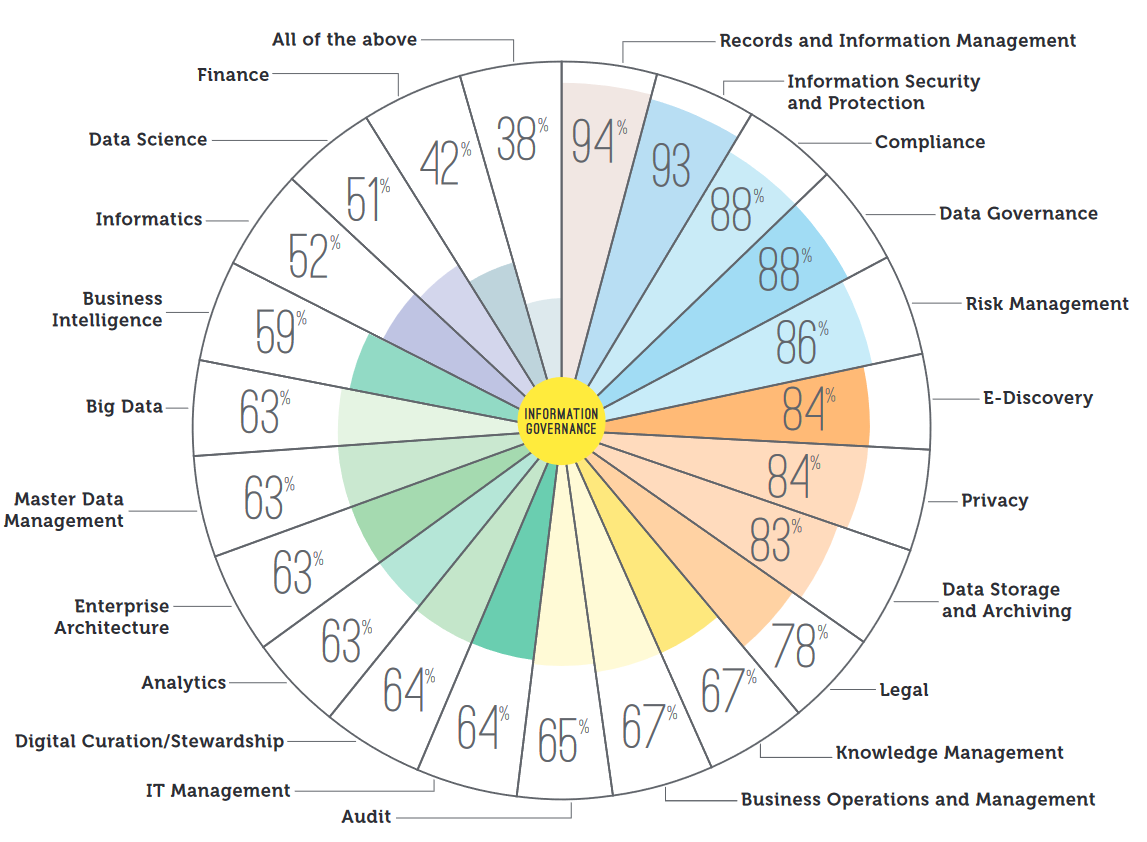 All of the above
Records and Information Management
Finance
Information Security
and Protection
Data Science
Compliance
Informatics
Data Governance
Business
Intelligence
Risk Management
Big Data
E-Discovery
Master Data
Management
Privacy
Enterprise
Architecture
Data Storage
and Archiving
Analytics
Legal
Digital Curation/Stewardship
Knowledge Management
IT Management
Business Operations and Management
Audit
94%
93
88%
88%
86%
84%
84%
83%
78%
67%
67%
65%
64%
64%
63%
63%
63%
63%
59%
52%
51%
42%
38%
INFORMATION
GOVERNANCE